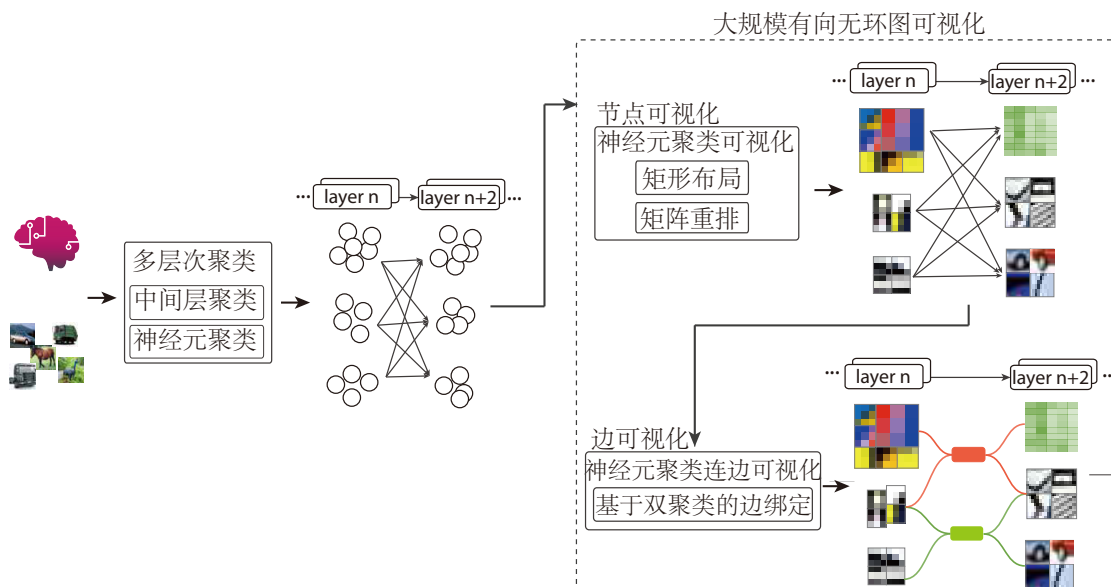 大规模有向无环图可视化
... layer n layer n+2 ...
节点可视化
神经元聚类可视化
矩形布局
矩阵重排
... layer n layer n+2 ...
多层次聚类
中间层聚类
神经元聚类
... layer n layer n+2 ...
边可视化
神经元聚类连边可视化
基于双聚类的边绑定